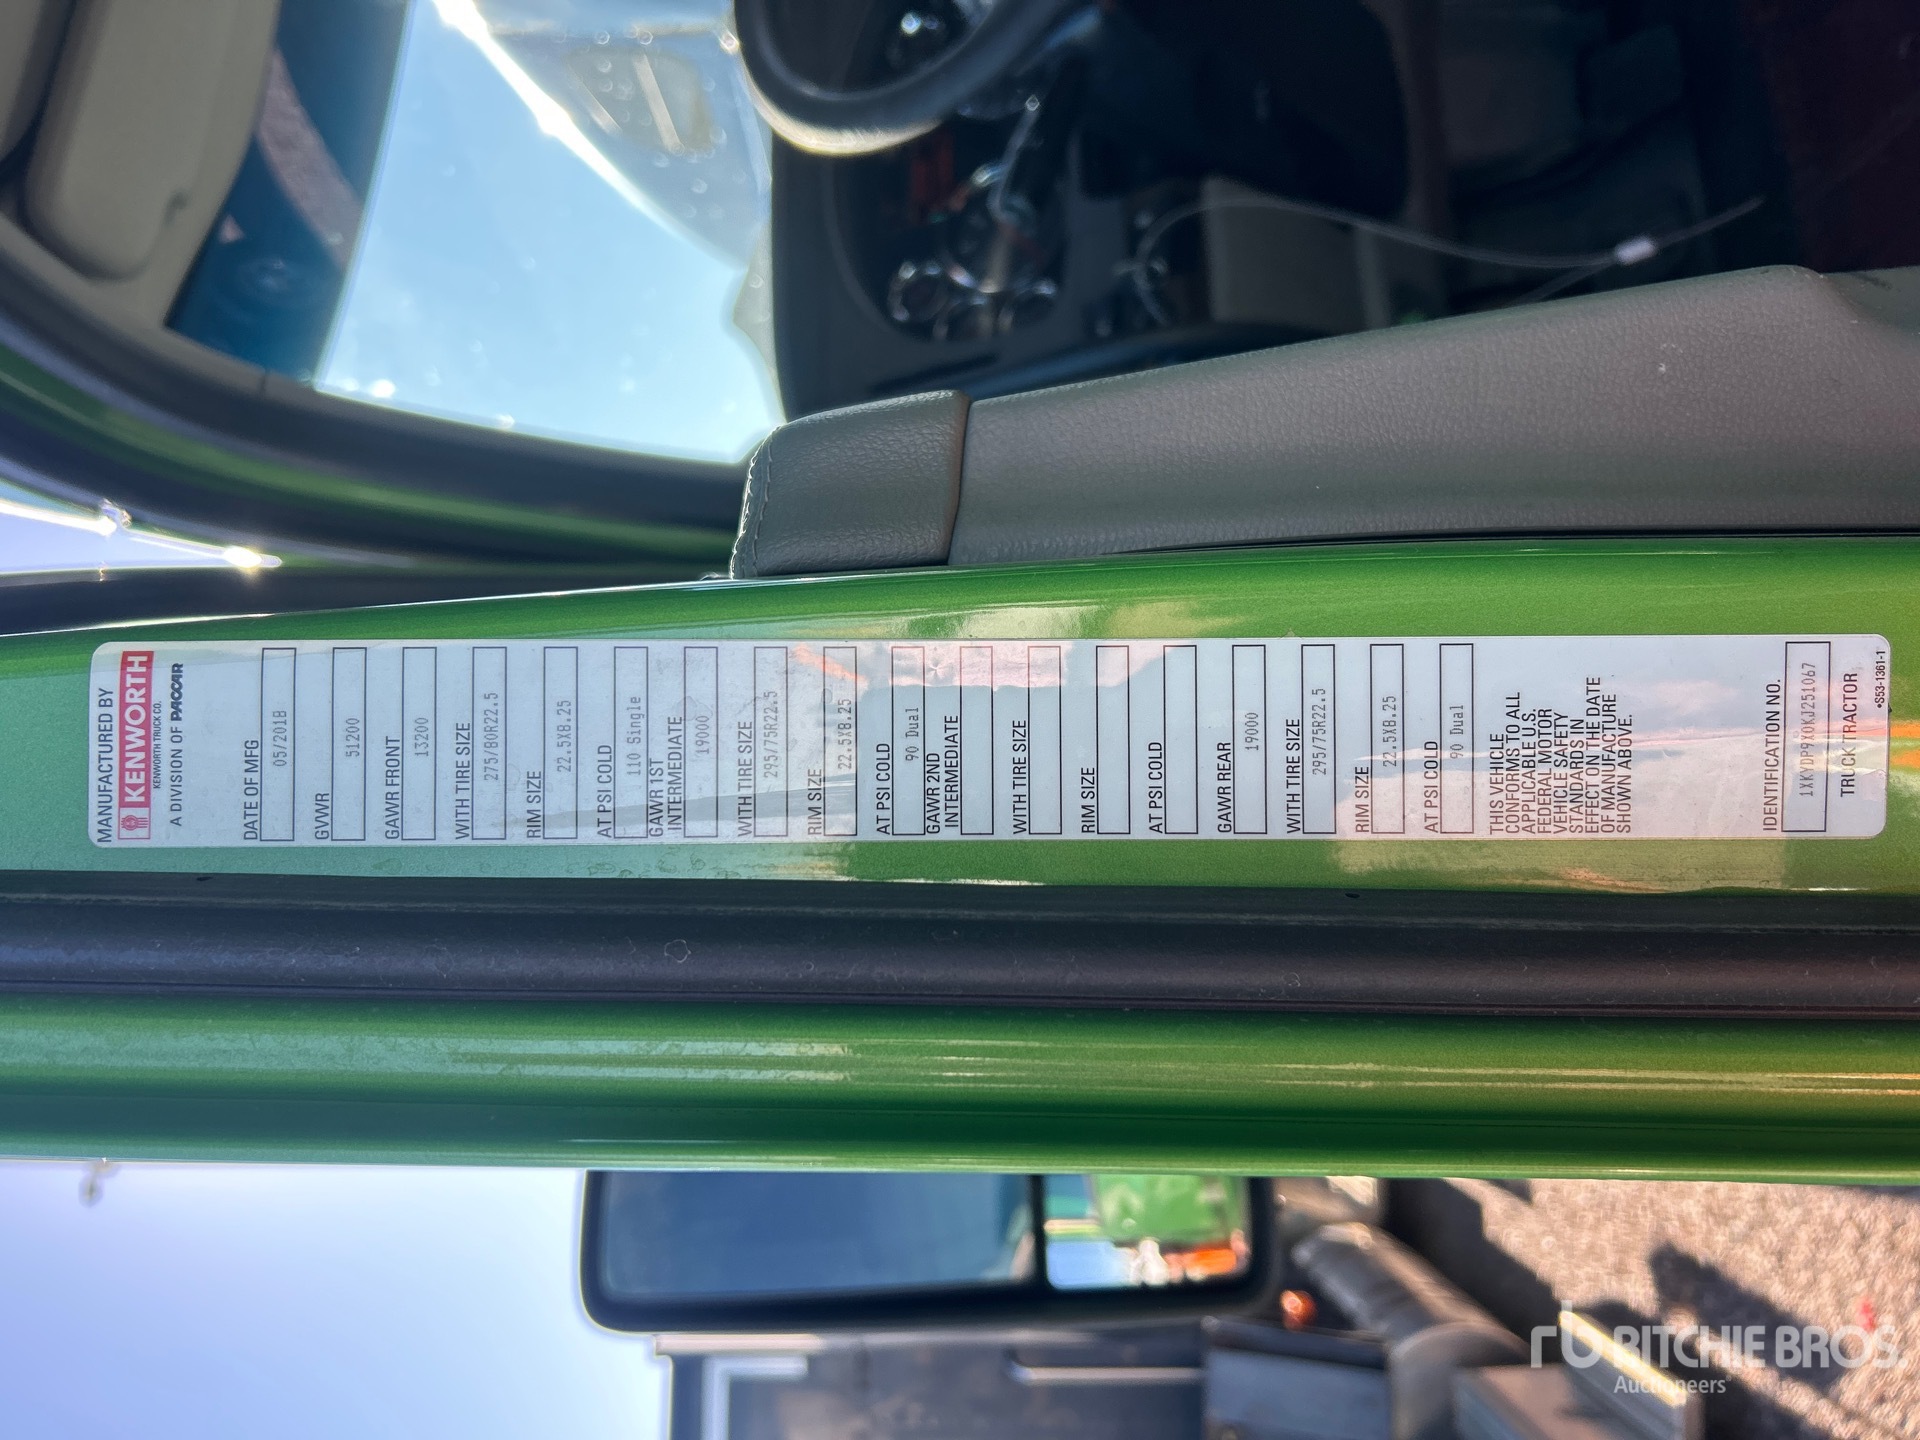 MANUFACTURED BY
KENWORTH
KENWORTH TRUCK CO.
A DIVISION OF PACCAR
DATE OF MFG
05/2018
GVWR
51200
GAWR FRONT
13200
WITH TIRE SIZE
275/80R22.5
RIM SIZE
22.5X8.25
AT PSI COLD
110 Single
GAWR 1ST
INTERMEDIATE
19000
WITH TIRE SIZE
295/75R22.5
RIM SIZE
22.5X8.25
AT PSI COLD
90 Dual
GAWR 2ND
INTERMEDIATE
WITH TIRE SIZE
RIM SIZE
AT PSI COLD
GAWR REAR
19000
WITH TIRE SIZE
295/75R22.5
RIM SIZE
22.5X8.25
AT PSI COLD
90 Dual
THIS VEHICLE
CONFORMS TO ALL
APPLICABLE U.S.
FEDERAL MOTOR
VEHICLE SAFETY
STANDARDS IN
EFFECT ON THE DATE
OF MANUFACTURE
SHOWN ABOVE.
IDENTIFICATION NO.
1XKYDP9X0KJ251067
TRUCK TRACTOR
•S53-1361-1
rb RITCHIE BROS.
Auctioneers